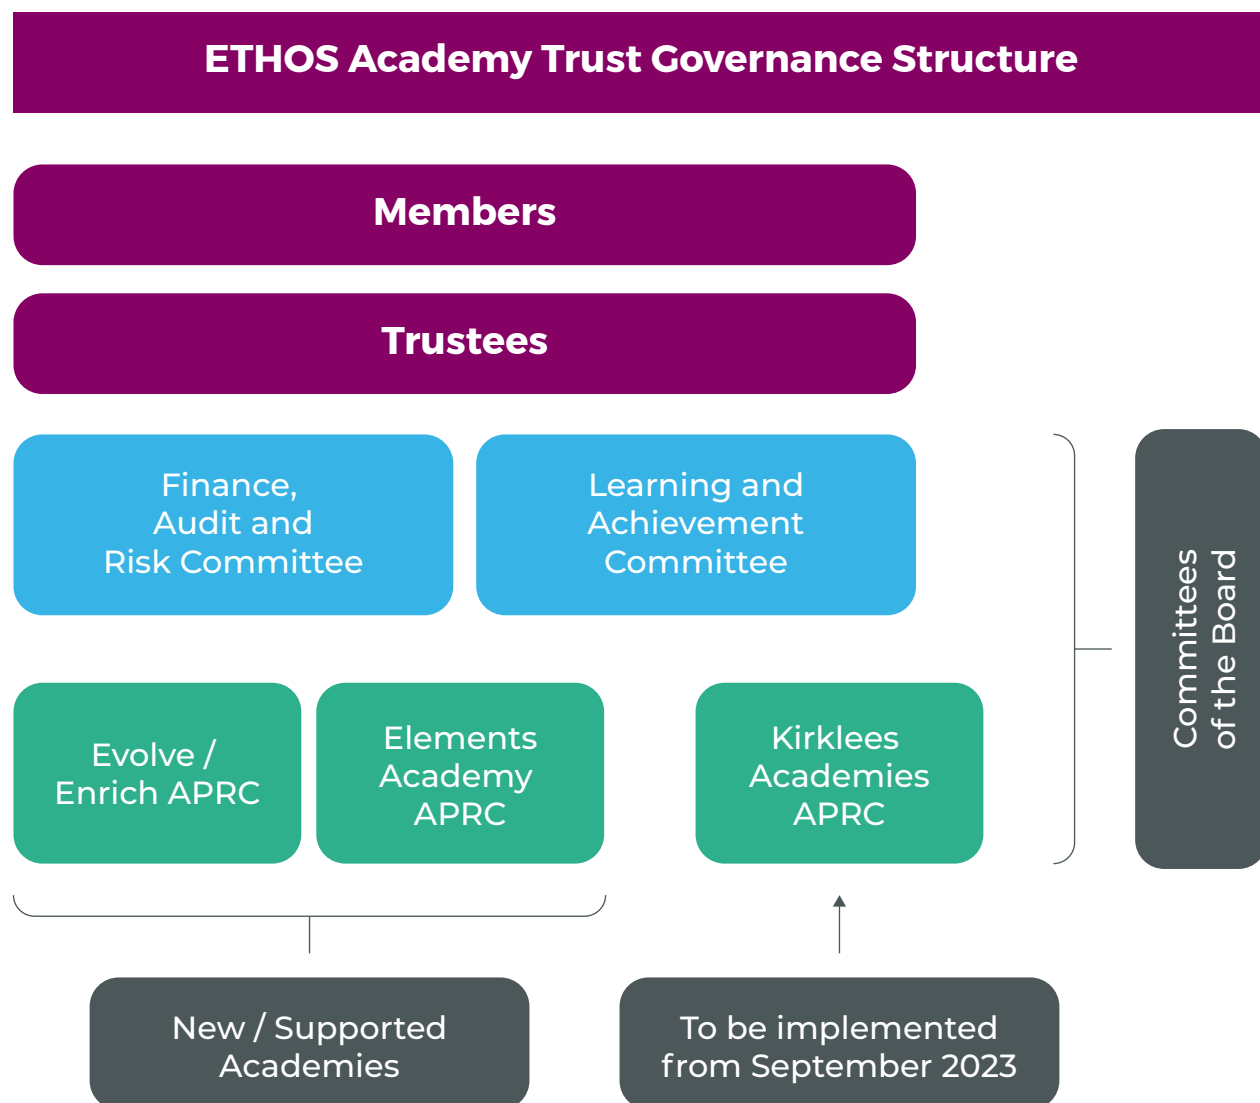 ETHOS Academy Trust Governance Structure
Members
Trustees
Finance,
Audit and
Risk Committee
Learning and
Achievement
Committee
Committees
of the Board
Evolve /
Enrich APRC
Elements
Academy
APRC
Kirklees
Academies
APRC
New / Supported
Academies
To be implemented
from September 2023